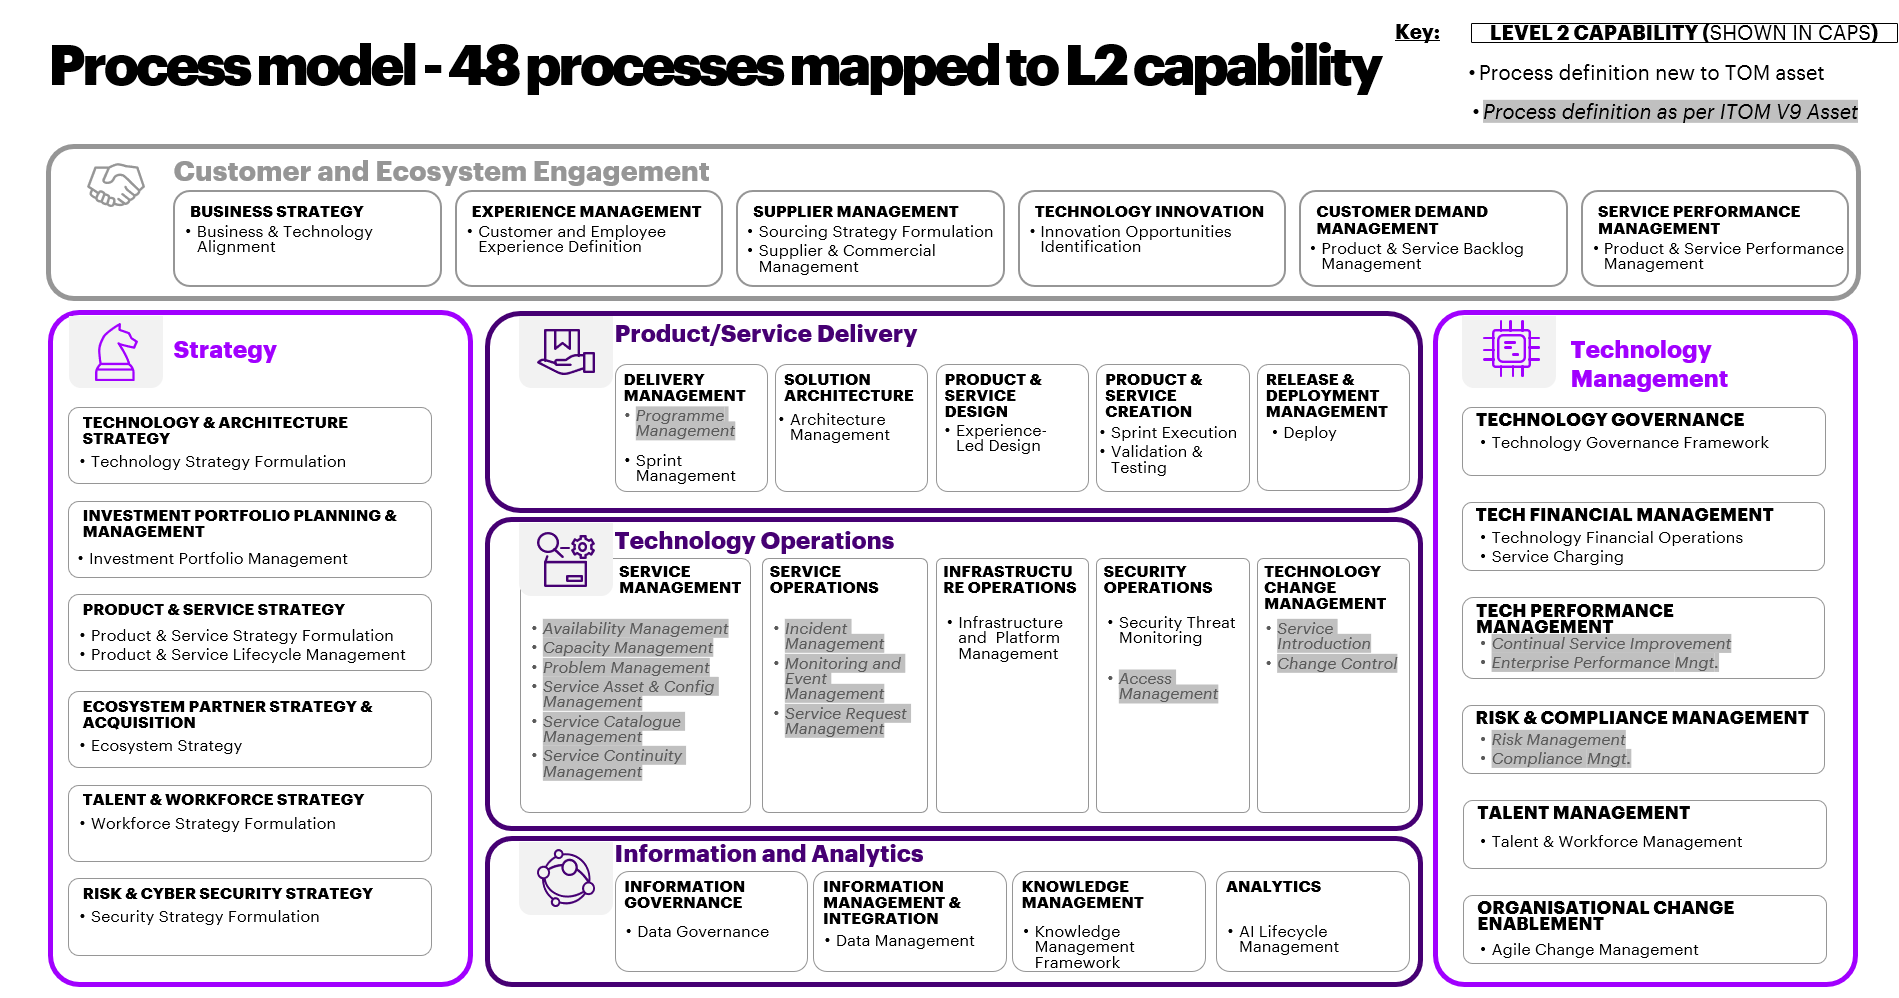 Process model - 48 processes mapped to L2 capability
Key:
LEVEL 2 CAPABILITY (SHOWN IN CAPS)
• Process definition new to TOM asset
• Process definition as per ITOM V9 Asset
Customer and Ecosystem Engagement
BUSINESS STRATEGY
• Business & Technology
Alignment
EXPERIENCE MANAGEMENT
• Customer and Employee
Experience Definition
SUPPLIER MANAGEMENT
• Sourcing Strategy Formulation
• Supplier & Commercial
Management
TECHNOLOGY INNOVATION
• Innovation Opportunities
Identification
CUSTOMER DEMAND
MANAGEMENT
• Product & Service Backlog
Management
SERVICE PERFORMANCE
MANAGEMENT
• Product & Service Performance
Management
Strategy
TECHNOLOGY & ARCHITECTURE
STRATEGY
• Technology Strategy Formulation
INVESTMENT PORTFOLIO PLANNING &
MANAGEMENT
• Investment Portfolio Management
PRODUCT & SERVICE STRATEGY
• Product & Service Strategy Formulation
• Product & Service Lifecycle Management
ECOSYSTEM PARTNER STRATEGY &
ACQUISITION
• Ecosystem Strategy
TALENT & WORKFORCE STRATEGY
• Workforce Strategy Formulation
RISK & CYBER SECURITY STRATEGY
• Security Strategy Formulation
Product/Service Delivery
DELIVERY
MANAGEMENT
• Programme
Management
• Sprint
Management
SOLUTION
ARCHITECTURE
• Architecture
Management
PRODUCT &
SERVICE
DESIGN
• Experience-
Led Design
PRODUCT &
SERVICE
CREATION
• Sprint Execution
• Validation &
Testing
RELEASE &
DEPLOYMENT
MANAGEMENT
• Deploy
Technology Operations
SERVICE
MANAGEMENT
• Availability Management
• Capacity Management
• Problem Management
• Service Asset & Config
Management
• Service Catalogue
Management
• Service Continuity
Management
SERVICE
OPERATIONS
• Incident
Management
• Monitoring and
Event
Management
• Service Request
Management
INFRASTRUCTU
RE OPERATIONS
• Infrastructure
and Platform
Management
SECURITY
OPERATIONS
• Security Threat
Monitoring
• Access
Management
TECHNOLOGY
CHANGE
MANAGEMENT
• Service
Introduction
• Change Control
Information and Analytics
INFORMATION
GOVERNANCE
• Data Governance
INFORMATION
MANAGEMENT &
INTEGRATION
• Data Management
KNOWLEDGE
MANAGEMENT
• Knowledge
Management
Framework
ANALYTICS
• AI Lifecycle
Management
Technology
Management
TECHNOLOGY GOVERNANCE
• Technology Governance Framework
TECH FINANCIAL MANAGEMENT
• Technology Financial Operations
• Service Charging
TECH PERFORMANCE
MANAGEMENT
• Continual Service Improvement
• Enterprise Performance Mngt.
RISK & COMPLIANCE MANAGEMENT
• Risk Management
• Compliance Mngt.
TALENT MANAGEMENT
• Talent & Workforce Management
ORGANISATIONAL CHANGE
ENABLEMENT
• Agile Change Management